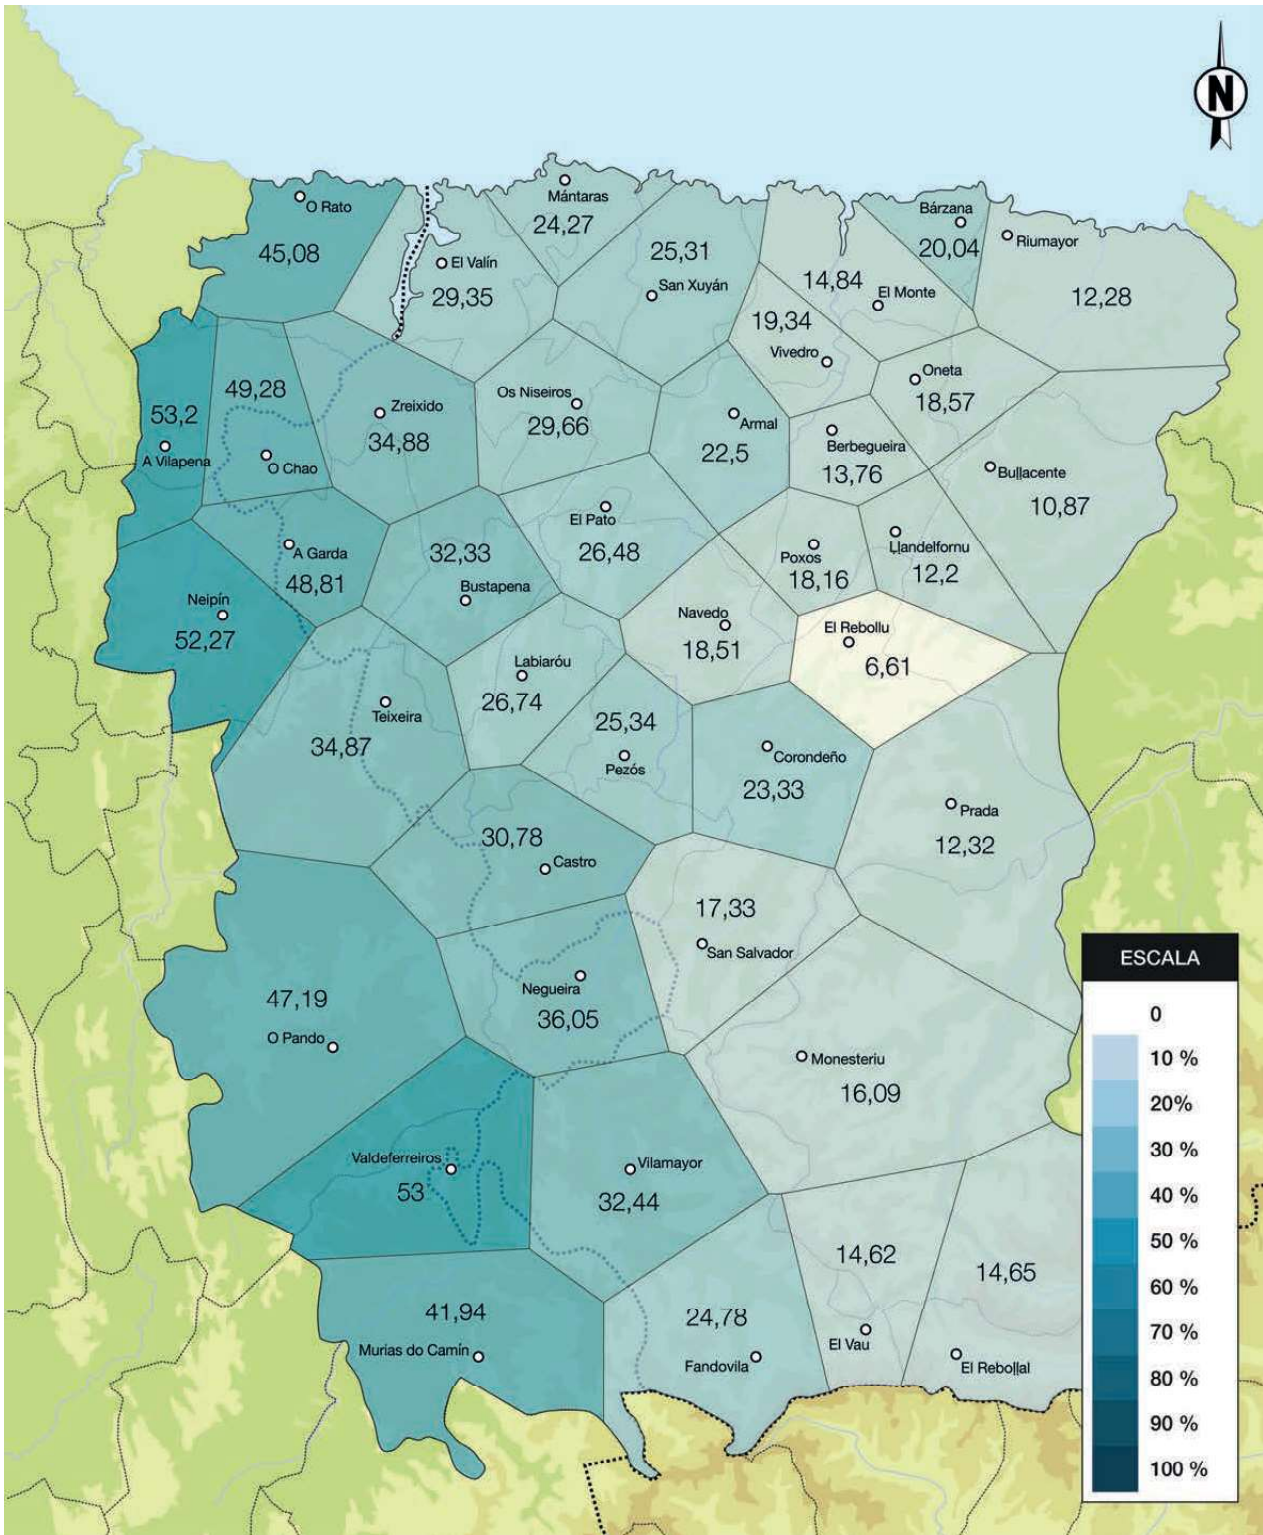 N
O Rato
45,08
El Valín
29,35
Mántaras
24,27
25,31
San Xuyán
14,84
El Monte
Bárzana
20,04
Riumayor
12,28
19,34
Vivedro
Oneta
18,57
53,2
A Vilapena
49,28
O Chao
Zreixido
34,88
Os Niseiros
29,66
Armal
22,5
Berbegueira
13,76
Buḷḷacente
10,87
A Garda
48,81
32,33
Bustapena
El Pato
26,48
Poxos
18,16
Ḷḷandelfornu
12,2
Neipín
52,27
Navedo
18,51
El Rebollu
6,61
Teixeira
34,87
Labiaróu
26,74
25,34
Pezós
Corondeño
23,33
Prada
12,32
30,78
Castro
17,33
San Salvador
47,19
O Pando
Negueira
36,05
Monesteriu
16,09
Valdeferreiros
53
Vilamayor
32,44
41,94
Murias do Camín
24,78
Fandovila
14,62
El Vau
14,65
El Reboḷḷal
ESCALA
0
10 %
20%
30 %
40 %
50 %
60 %
70 %
80 %
90 %
100 %